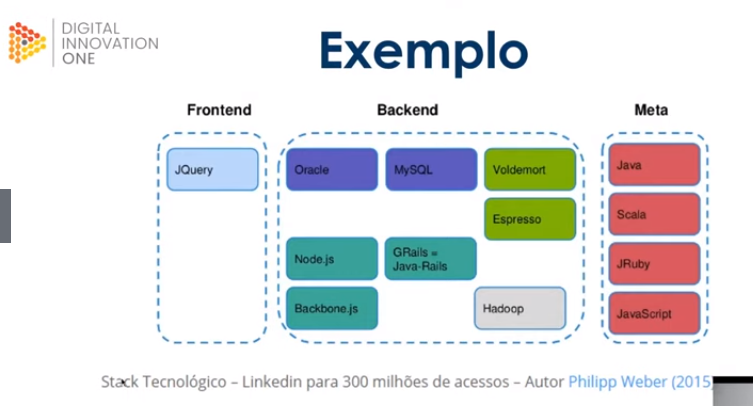 DIGITAL
INNOVATION
ONE
Exemplo
Frontend
Backend
Meta
JQuery
Oracle
MySQL
Voldemort
Espresso
Node.js
GRails =
Java-Rails
Backbone.js
Hadoop
Java
Scala
JRuby
JavaScript
Stack Tecnológico – Linkedin para 300 milhões de acessos – Autor Philipp Weber (2015